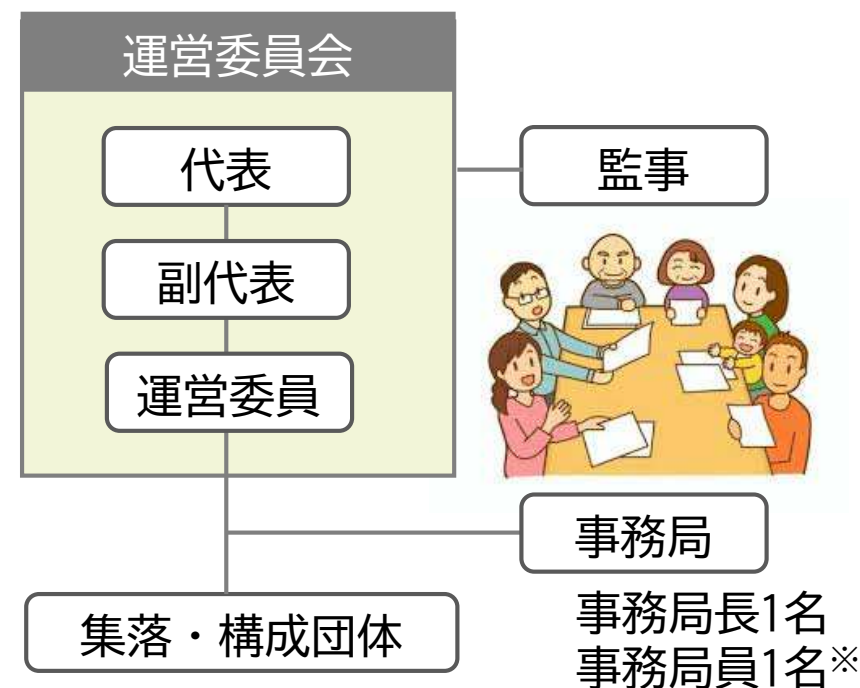 運営委員会
代表
監事
副代表
運営委員
事務局
集落・構成団体
事務局長1名
事務局員1名※